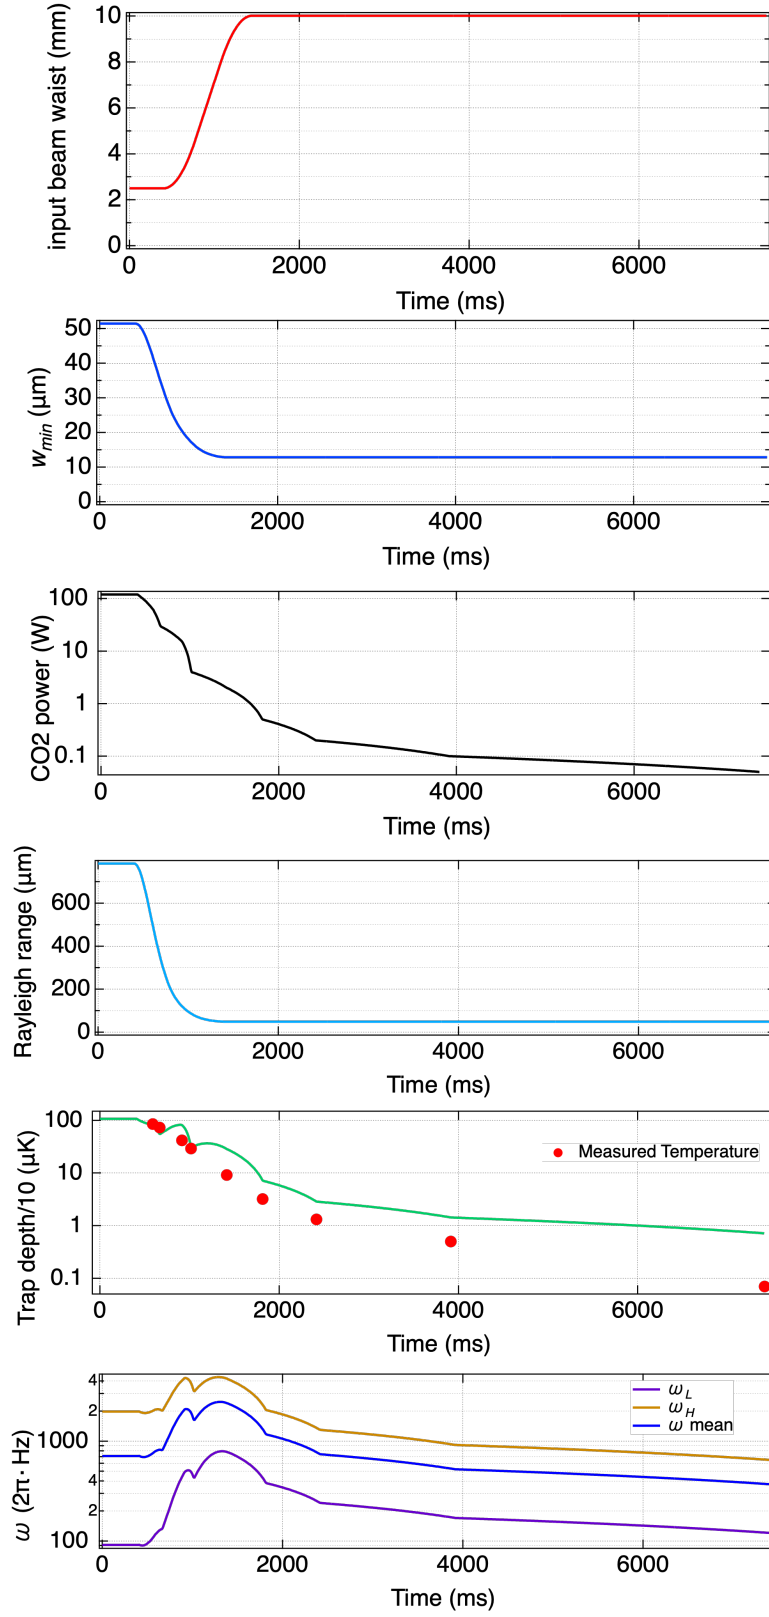 10
8
6
4
2
0
input beam waist (mm)
0 2000 4000 6000
Time (ms)
50
40
30
20
10
0
w_min (μm)
0 2000 4000 6000
Time (ms)
100
10
1
0.1
CO2 power (W)
0 2000 4000 6000
Time (ms)
600
400
200
0
Rayleigh range (μm)
0 2000 4000 6000
Time (ms)
100
10
1
0.1
Trap depth/10 (μK)
Measured Temperature
0 2000 4000 6000
Time (ms)
4
2
1000
4
2
100
ω (2π· Hz)
ω_L
ω_H
ω mean
0 2000 4000 6000
Time (ms)